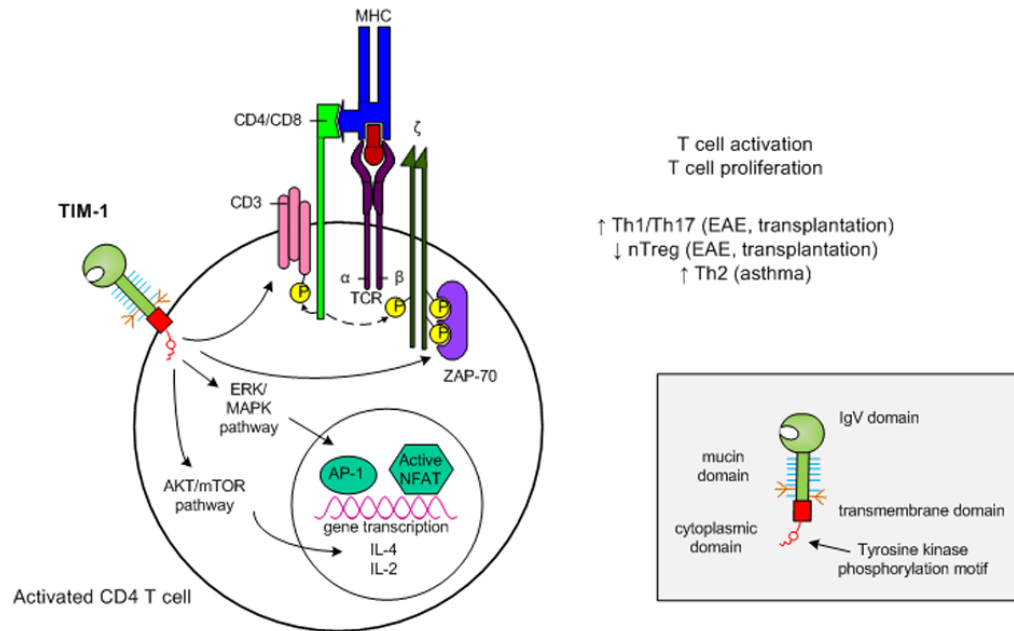 MHC
CD4/CD8
ζ
CD3
TIM-1
α
β
TCR
P
P
P
P
ZAP-70
ERK/
MAPK
pathway
AP-1
Active
NFAT
AKT/mTOR
pathway
gene transcription
IL-4
IL-2
Activated CD4 T cell
T cell activation
T cell proliferation
↑ Th1/Th17 (EAE, transplantation)
↓ nTreg (EAE, transplantation)
↑ Th2 (asthma)
IgV domain
mucin
domain
transmembrane domain
cytoplasmic
domain
Tyrosine kinase
phosphorylation motif